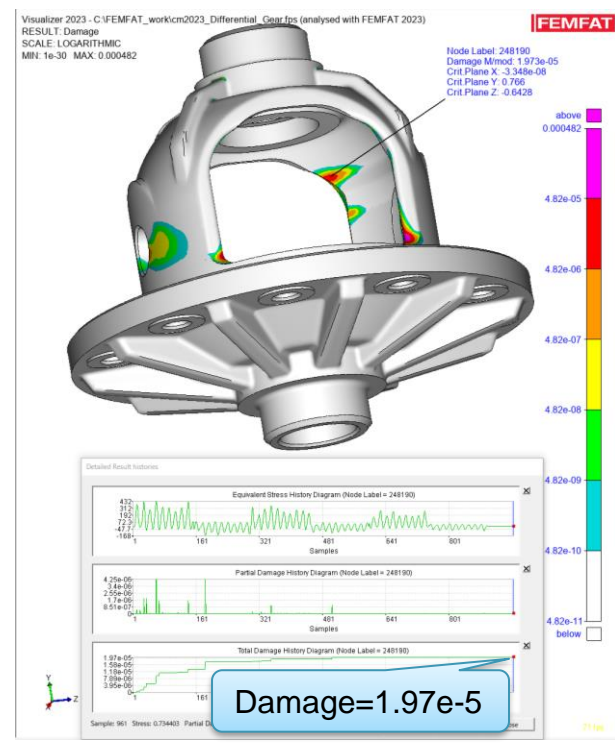 Visualizer 2023 - C:\FEMFAT_work\cm2023_Differential_Gear.fps (analysed with FEMFAT 2023)
RESULT: Damage
SCALE: LOGARITHMIC
MIN: 1e-30 MAX: 0.000482
FEMFAT
Node Label: 248190
Damage M/mod: 1.973e-05
Crit.Plane X: -3.348e-08
Crit.Plane Y: 0.766
Crit.Plane Z: -0.6428
above
0.000482
4.82e-05
4.82e-06
4.82e-07
4.82e-08
4.82e-09
4.82e-10
4.82e-11
below
Detailed Result histories
Equivalent Stress History Diagram (Node Label = 248190)
432
312
192
72.3
-47.7
-168
1 161 321 481 641 801
Samples
Partial Damage History Diagram (Node Label = 248190)
4.25e-06
3.4e-06
2.55e-06
1.7e-06
8.51e-07
0
1 161 321 481 641 801
Samples
Total Damage History Diagram (Node Label = 248190)
1.97e-05
1.58e-05
1.18e-05
7.89e-06
3.95e-06
0
1 161
Sample: 961 Stress: 0.734403 Partial
Damage=1.97e-5
Y
Z